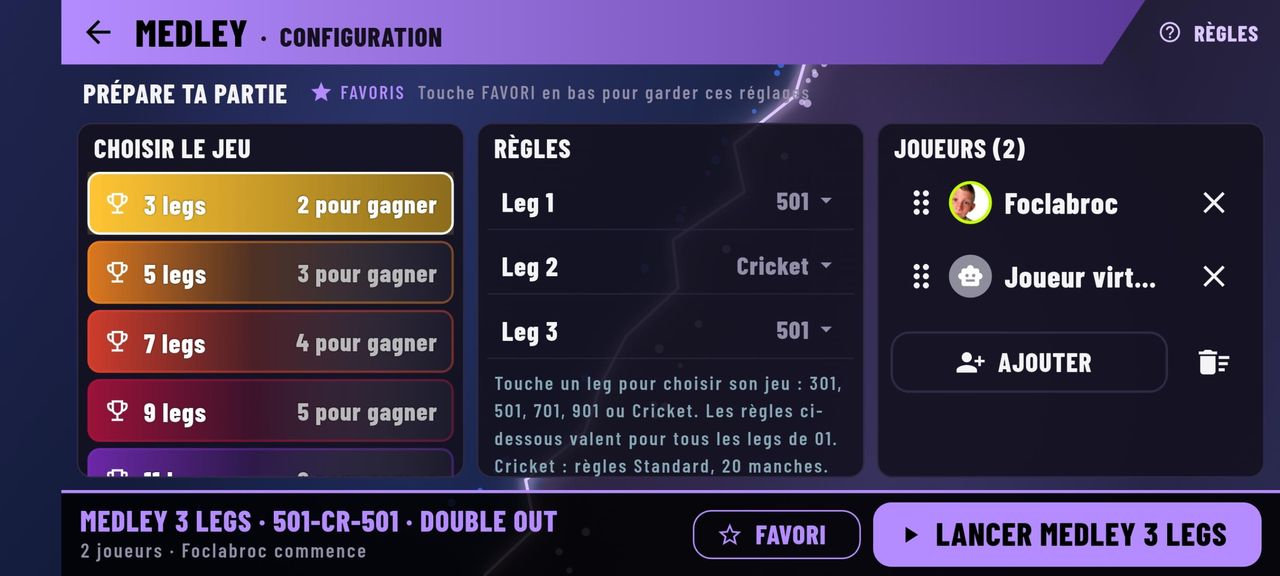 MEDLEY · CONFIGURATION
RÈGLES
PRÉPARE TA PARTIE
FAVORIS
Touche FAVORI en bas pour garder ces réglages
CHOISIR LE JEU
3 legs 2 pour gagner
5 legs 3 pour gagner
7 legs 4 pour gagner
9 legs 5 pour gagner
RÈGLES
Leg 1 501
Leg 2 Cricket
Leg 3 501
Touche un leg pour choisir son jeu : 301,
501, 701, 901 ou Cricket. Les règles ci-
dessous valent pour tous les legs de 01.
Cricket : règles Standard, 20 manches.
JOUEURS (2)
Foclabroc
Joueur virt...
AJOUTER
MEDLEY 3 LEGS · 501-CR-501 · DOUBLE OUT
2 joueurs · Foclabroc commence
FAVORI
LANCER MEDLEY 3 LEGS